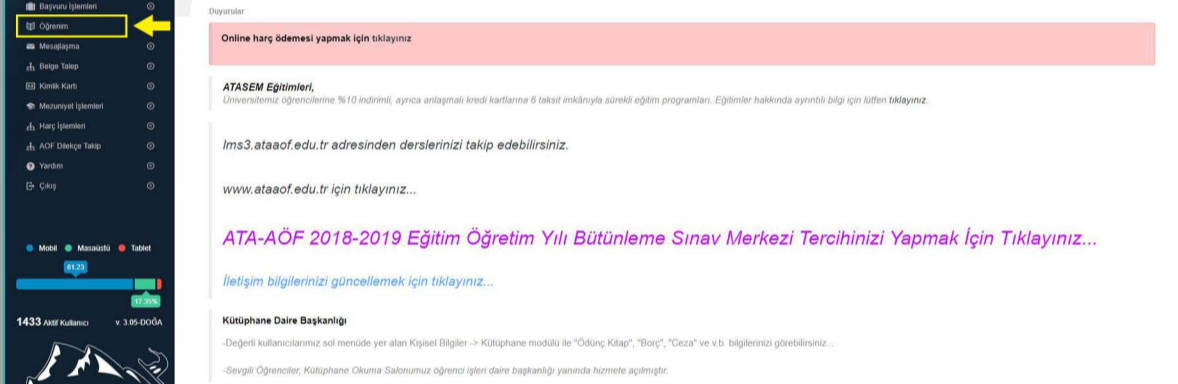 Başvuru İşlemleri
Öğrenim
Mesajlaşma
Belge Talep
Kimlik Kartı
Mezuniyet İşlemleri
Harç İşlemleri
AOF Dilekçe Takip
Yardım
Çıkış
Mobil Masaüstü Tablet
81.23
17.35%
1433 Aktif Kullanıcı v. 3.05-DOĞA
Duyurular
Online harç ödemesi yapmak için tıklayınız
ATASEM Eğitimleri,
Üniversitemiz öğrencilerine %10 indirimli, ayrıca anlaşmalı kredi kartlarına 6 taksit imkânıyla sürekli eğitim programları. Eğitimler hakkında ayrıntılı bilgi için lütfen tıklayınız.
lms3.ataaof.edu.tr adresinden derslerinizi takip edebilirsiniz.
www.ataaof.edu.tr için tıklayınız...
ATA-AÖF 2018-2019 Eğitim Öğretim Yılı Bütünleme Sınav Merkezi Tercihinizi Yapmak İçin Tıklayınız...
İletişim bilgilerinizi güncellemek için tıklayınız...
Kütüphane Daire Başkanlığı
-Değerli kullanıcılarımız sol menüde yer alan Kişisel Bilgiler -> Kütüphane modülü ile "Ödünç Kitap", "Borç", "Ceza" ve v.b. bilgilerinizi görebilirsiniz...
-Sevgili Öğrenciler, Kütüphane Okuma Salonumuz öğrenci işleri daire başkanlığı yanında hizmete açılmıştır.